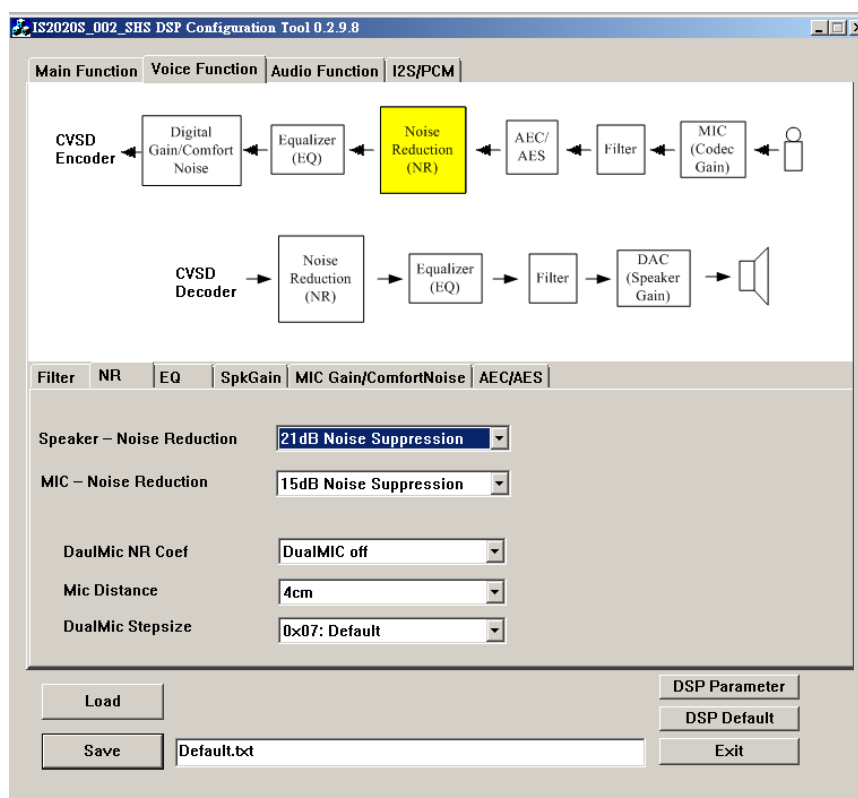 IS2020S_002_SHS DSP Configuration Tool 0.2.9.8
Main Function Voice Function Audio Function I2S/PCM
CVSD
Encoder
Digital
Gain/Comfort
Noise
Equalizer
(EQ)
Noise
Reduction
(NR)
AEC/
AES
Filter
MIC
(Codec
Gain)
CVSD
Decoder
Noise
Reduction
(NR)
Equalizer
(EQ)
Filter
DAC
(Speaker
Gain)
Filter NR EQ SpkGain MIC Gain/ComfortNoise AEC/AES
Speaker – Noise Reduction 21dB Noise Suppression
MIC – Noise Reduction 15dB Noise Suppression
DaulMic NR Coef DualMIC off
Mic Distance 4cm
DualMic Stepsize 0x07: Default
Load
DSP Parameter
DSP Default
Save Default.txt Exit